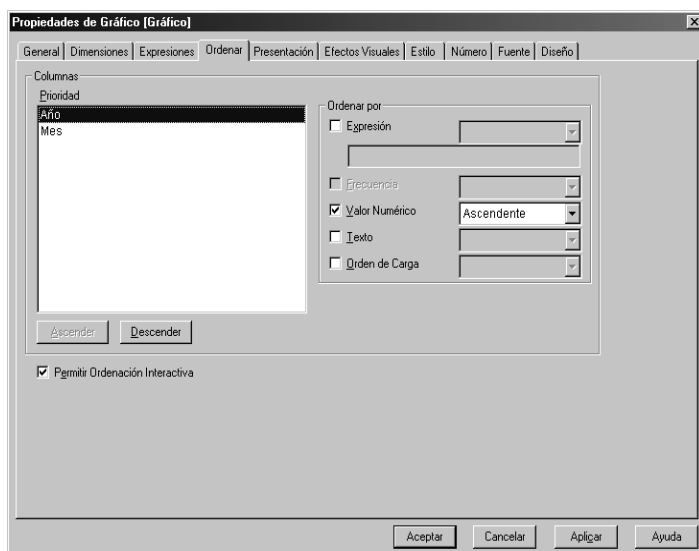 Propiedades de Gráfico [Gráfico]
General Dimensiones Expresiones Ordenar Presentación Efectos Visuales Estilo Número Fuente Diseño
Columnas
Prioridad
Año
Mes
Ordenar por
Expresión
Frecuencia
Valor Numérico Ascendente
Texto
Orden de Carga
Ascender Descender
Permitir Ordenación Interactiva
Aceptar Cancelar Aplicar Ayuda